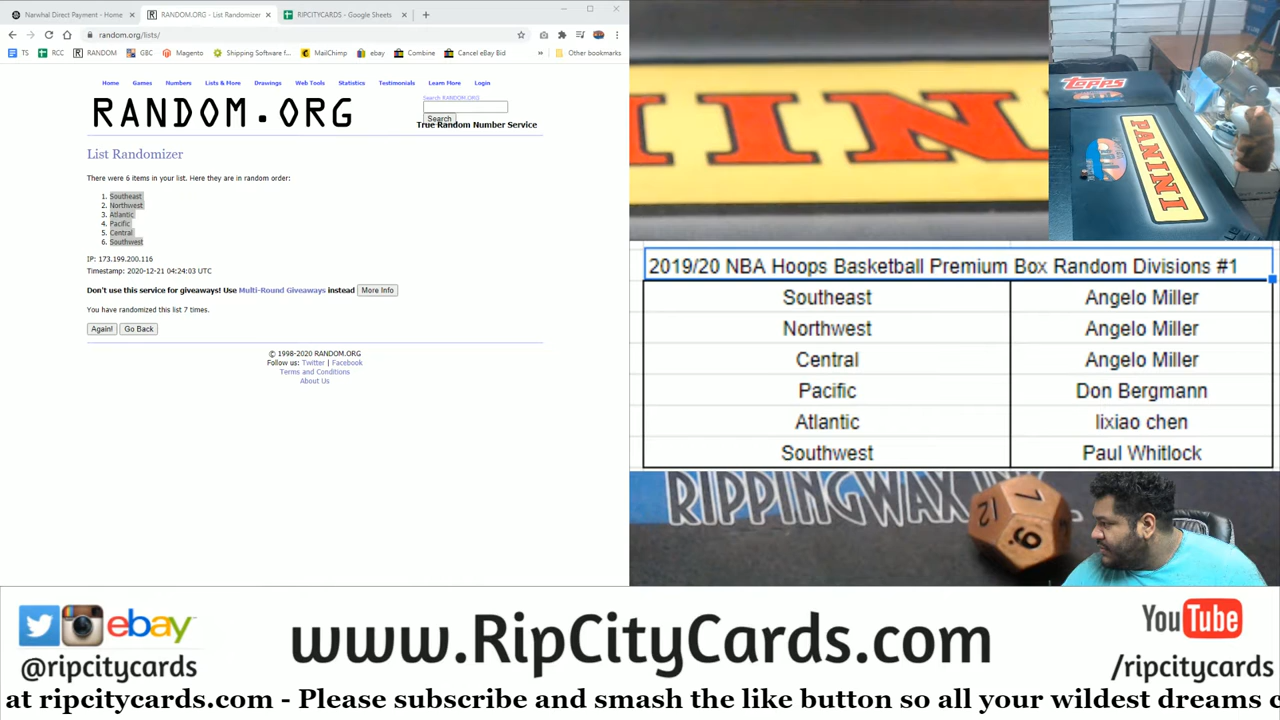 Narwhal Direct Payment - Home
RANDOM.ORG - List Randomizer
RIPCITYCARDS - Google Sheets
random.org/lists/
TS RCC RANDOM GBC Magento Shipping Software f... MailChimp ebay Combine Cancel eBay Bid » Other bookmarks
Home Games Numbers Lists & More Drawings Web Tools Statistics Testimonials Learn More Login
RANDOM.ORG
Search RANDOM.ORG
Search
True Random Number Service
List Randomizer
There were 6 items in your list. Here they are in random order:
1. Southeast
2. Northwest
3. Atlantic
4. Pacific
5. Central
6. Southwest
IP: 173.199.200.116
Timestamp: 2020-12-21 04:24:03 UTC
Don't use this service for giveaways! Use Multi-Round Giveaways instead More Info
You have randomized this list 7 times.
Again! Go Back
© 1998-2020 RANDOM.ORG
Follow us: Twitter | Facebook
Terms and Conditions
About Us
ININ
Topps
PANINI
2019/20 NBA Hoops Basketball Premium Box Random Divisions #1
Southeast Angelo Miller
Northwest Angelo Miller
Central Angelo Miller
Pacific Don Bergmann
Atlantic lixiao chen
Southwest Paul Whitlock
RIPPINGWAX
12 7 9.
ebay
@ripcitycards
www.RipCityCards.com
YouTube
/ripcitycards
at ripcitycards.com - Please subscribe and smash the like button so all your wildest dreams c